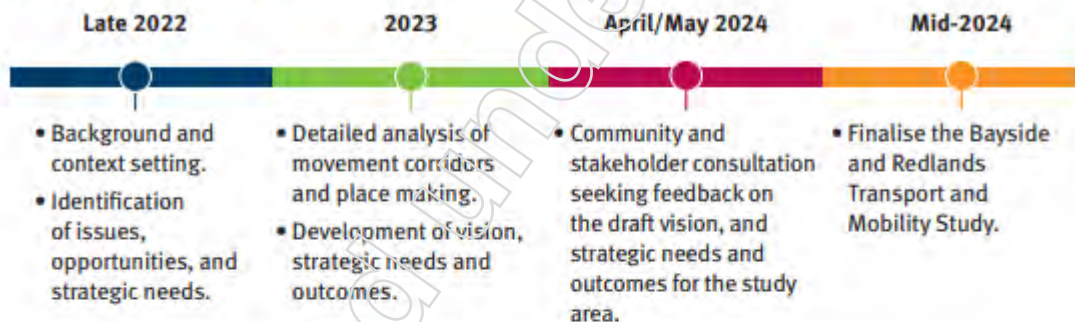 Late 2022
• Background and
context setting.
• Identification
of issues,
opportunities, and
strategic needs.
2023
• Detailed analysis of
movement corridors
and place making.
• Development of vision,
strategic needs and
outcomes.
April/May 2024
• Community and
stakeholder consultation
seeking feedback on
the draft vision, and
strategic needs and
outcomes for the study
area.
Mid-2024
• Finalise the Bayside
and Redlands
Transport and
Mobility Study.